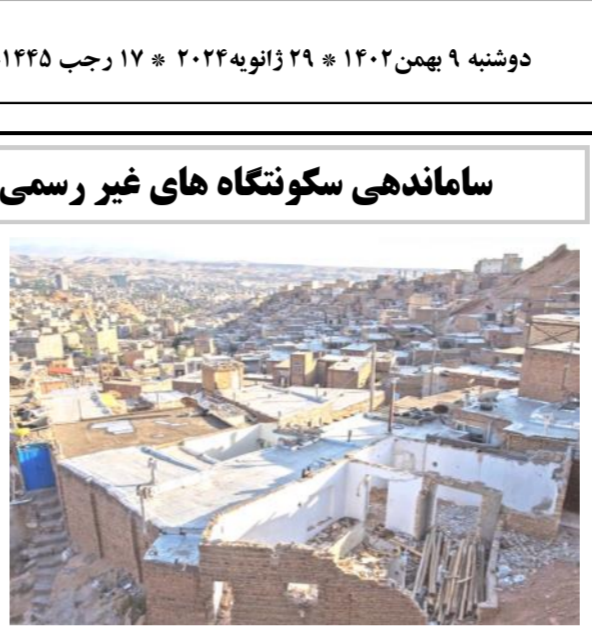 دوشنبه ۹ بهمن۱۴۰۲ * ۲۹ ژانویه۲۰۲۴ * ۱۷ رجب ۱۴۴۵
ساماندهی سکونتگاه های غیر رسمی